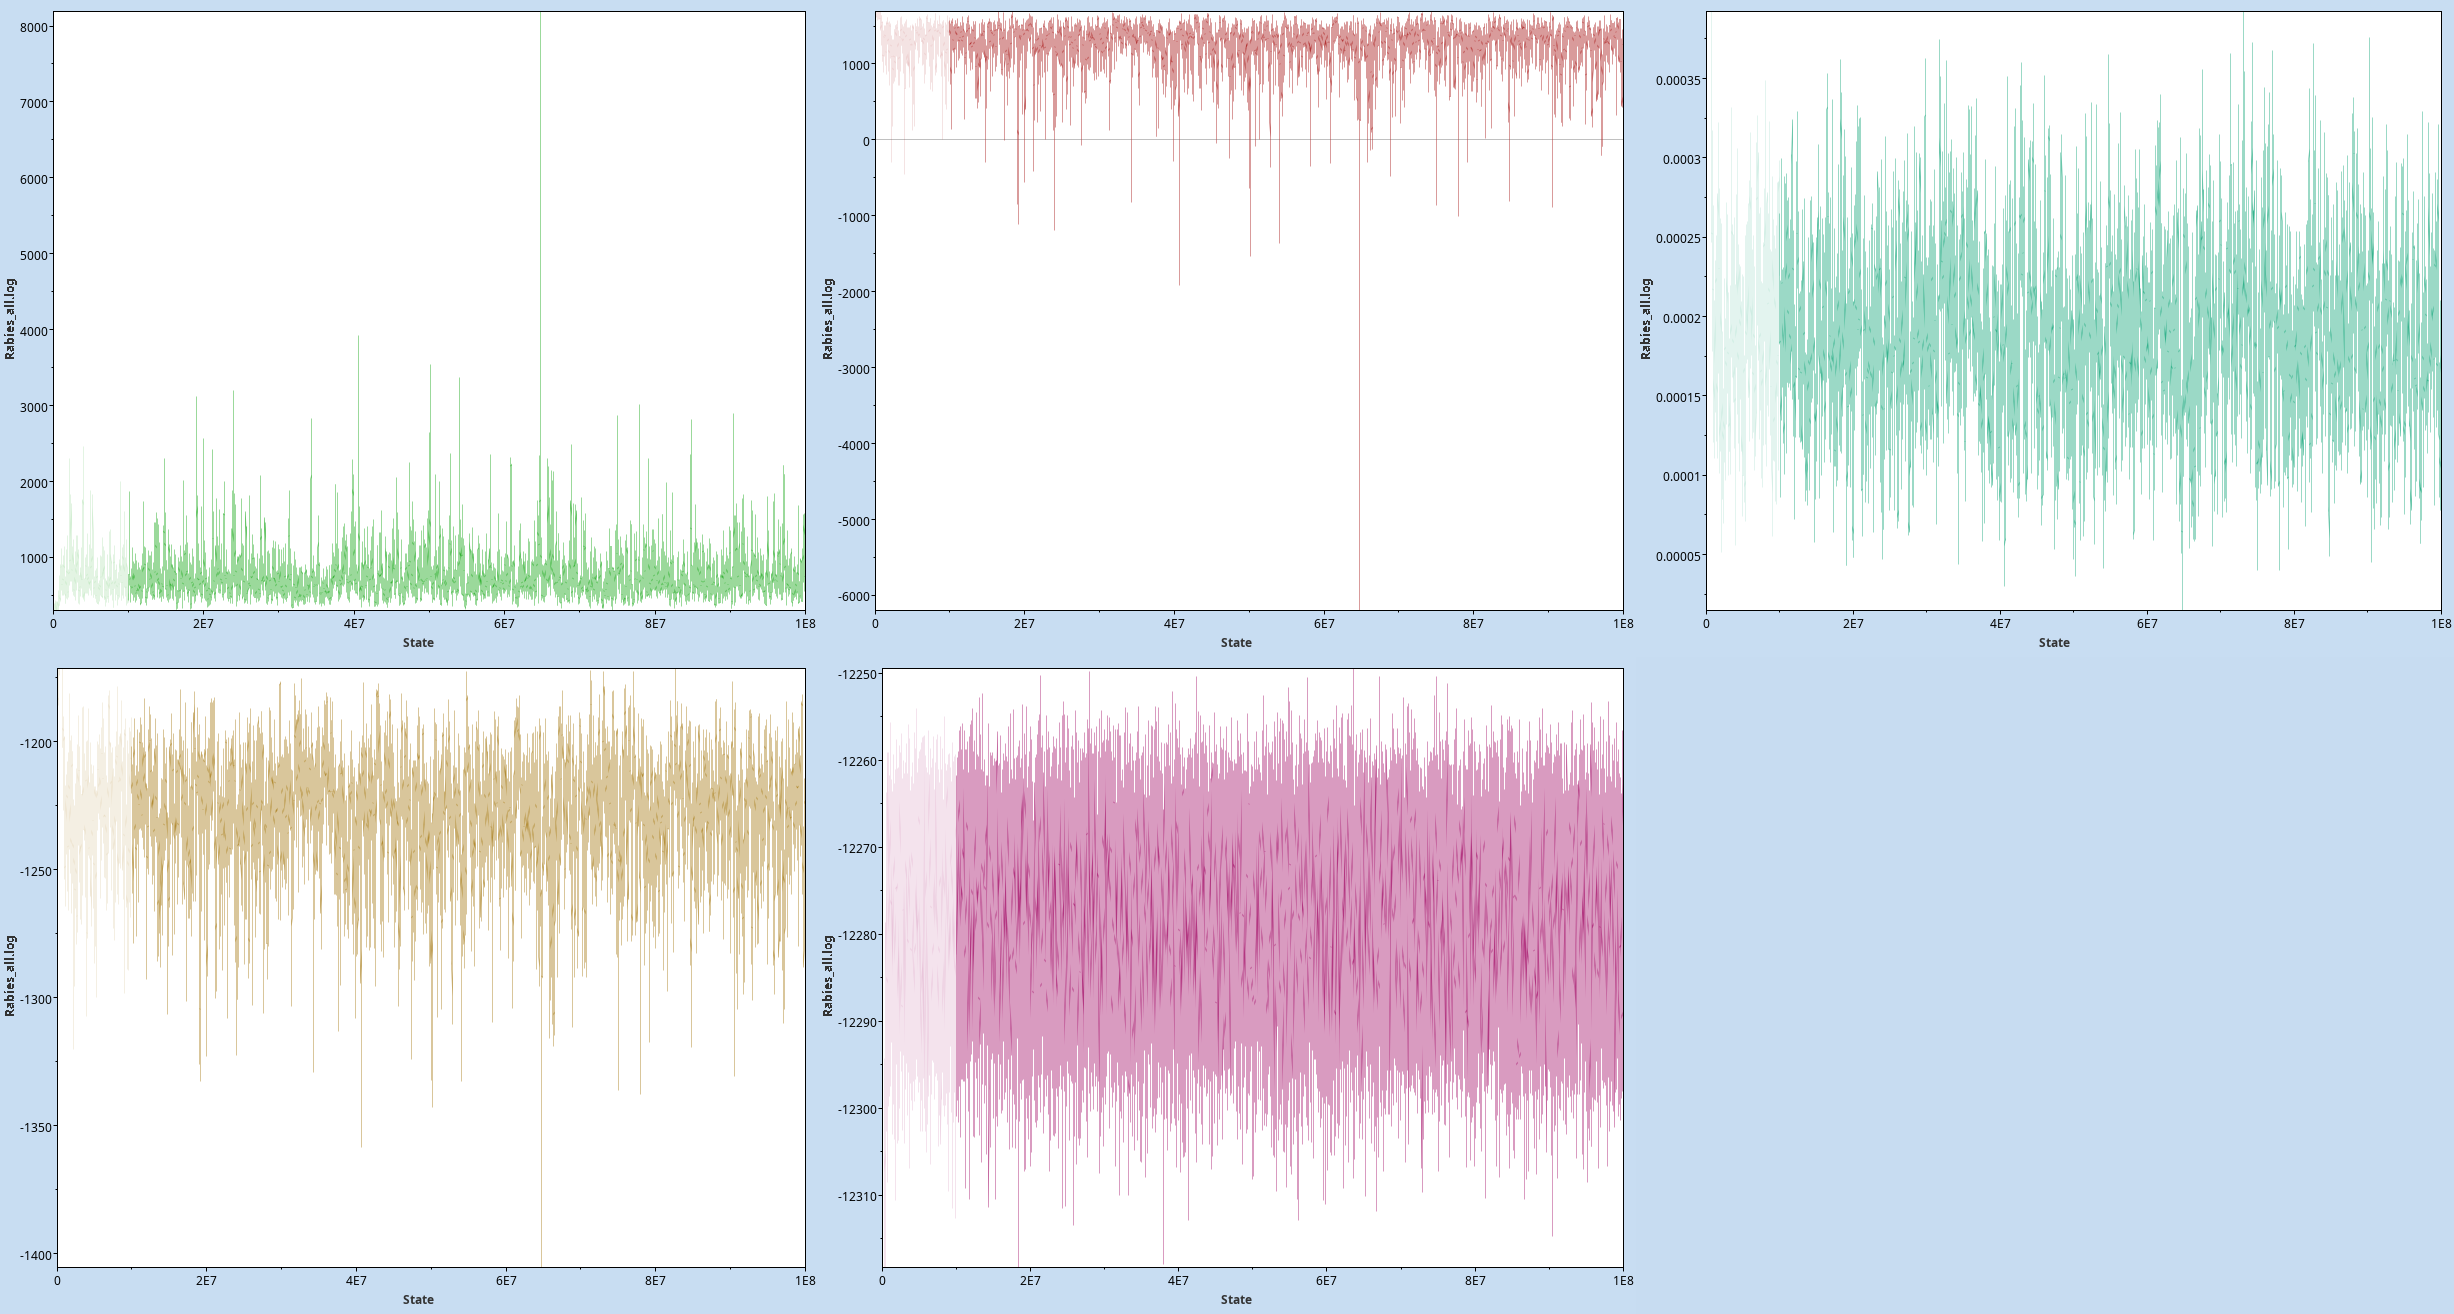 8000
7000
6000
5000
4000
3000
2000
1000
Rabies_all.log
0 2E7 4E7 6E7 8E7 1E8
State
1000
0
-1000
-2000
-3000
-4000
-5000
-6000
Rabies_all.log
0 2E7 4E7 6E7 8E7 1E8
State
0.00035
0.0003
0.00025
0.0002
0.00015
0.0001
0.00005
Rabies_all.log
0 2E7 4E7 6E7 8E7 1E8
State
-1200
-1250
-1300
-1350
-1400
Rabies_all.log
0 2E7 4E7 6E7 8E7 1E8
State
-12250
-12260
-12270
-12280
-12290
-12300
-12310
Rabies_all.log
0 2E7 4E7 6E7 8E7 1E8
State